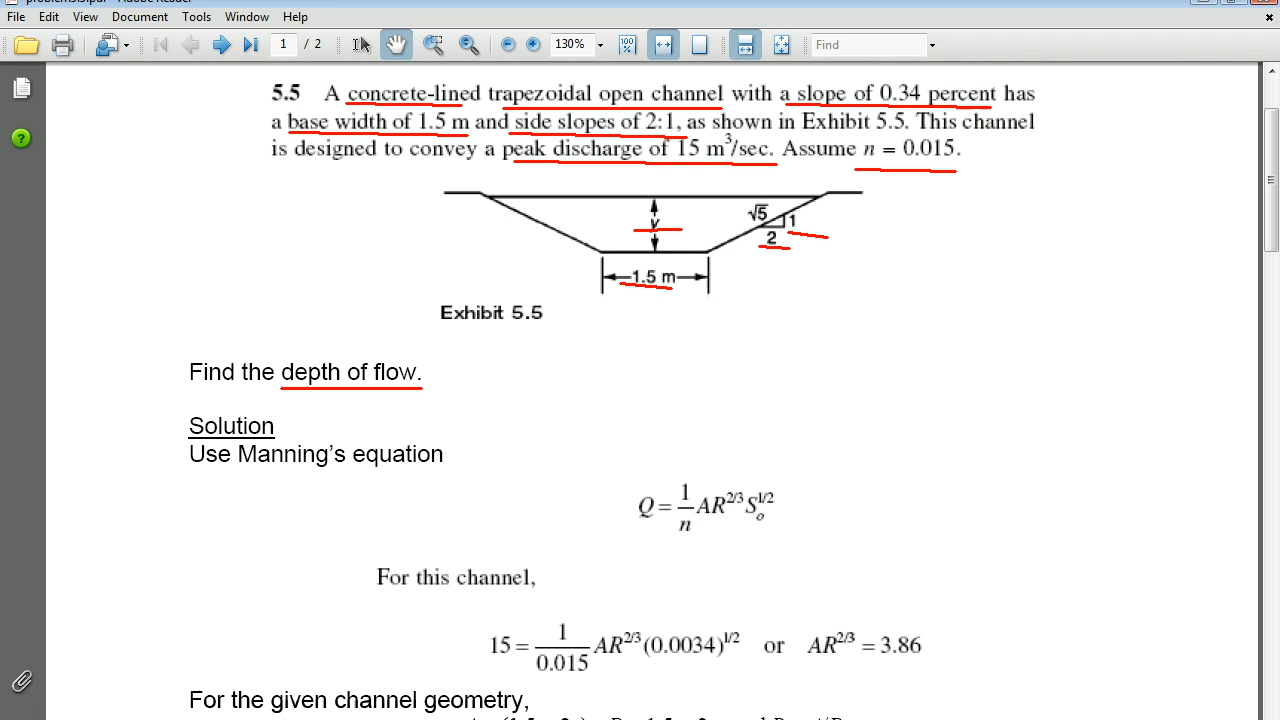 File Edit View Document Tools Window Help
1 / 2 130% Find
5.5 A concrete-lined trapezoidal open channel with a slope of 0.34 percent has
a base width of 1.5 m and side slopes of 2:1, as shown in Exhibit 5.5. This channel
is designed to convey a peak discharge of 15 m³/sec. Assume n = 0.015.
√5
1
y
2
1.5 m
Exhibit 5.5
Find the depth of flow.
Solution
Use Manning’s equation
Q = 1/n AR^2/3 S_o^1/2
For this channel,
15 = 1/0.015 AR^2/3 (0.0034)^1/2 or AR^2/3 = 3.86
For the given channel geometry,